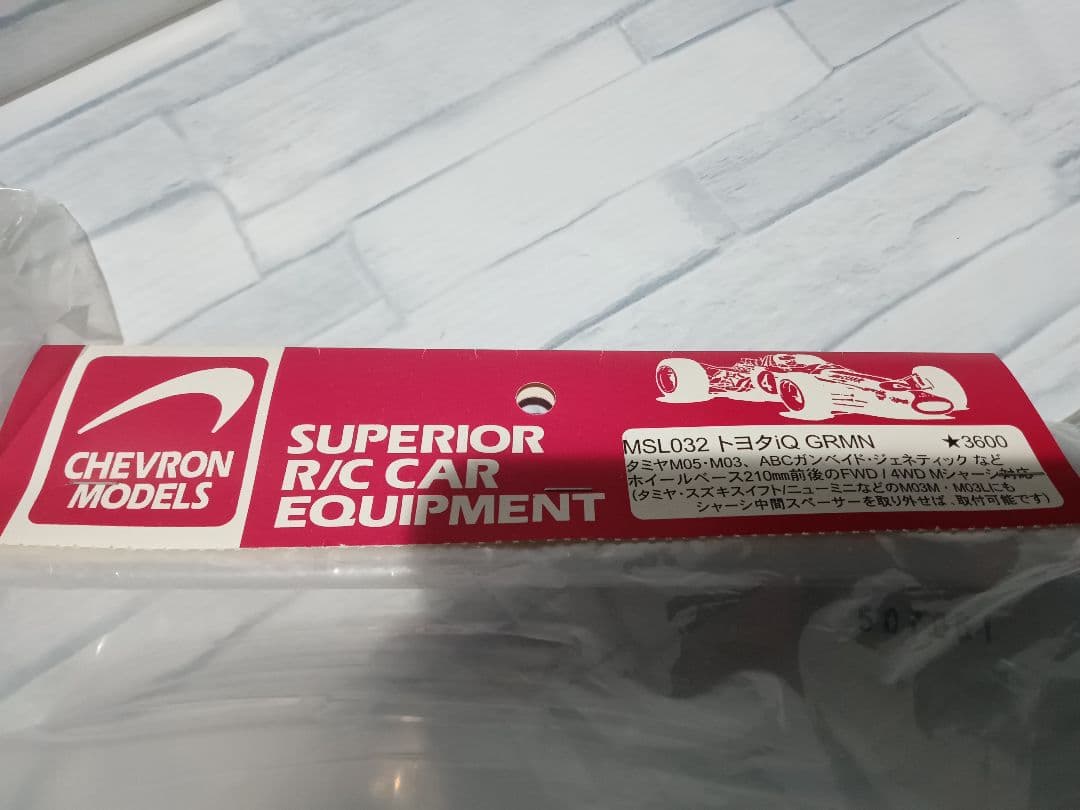 CHEVRON
MODELS
SUPERIOR
R/C CAR
EQUIPMENT
MSL032 トヨタiQ GRMN ★3600
タミヤM05・M03、ABCガンベイド・ジェネティック など
ホイールベース210mm前後のFWD / 4WD Mシャーシ対応
(タミヤ・スズキスイフト/ニューミニなどのM03M・M03Lにも
シャーシ中間スペーサーを取り外せば、取付可能です)